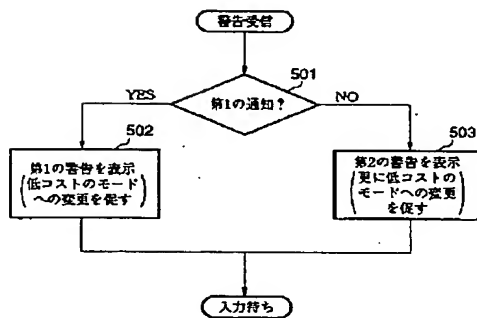 警告受信
501
第1の通知?
YES
NO
502
第1の警告を表示
(低コストのモード
への変更を促す)
503
第2の警告を表示
(更に低コストの
モードへの変更
を促す)
入力待ち